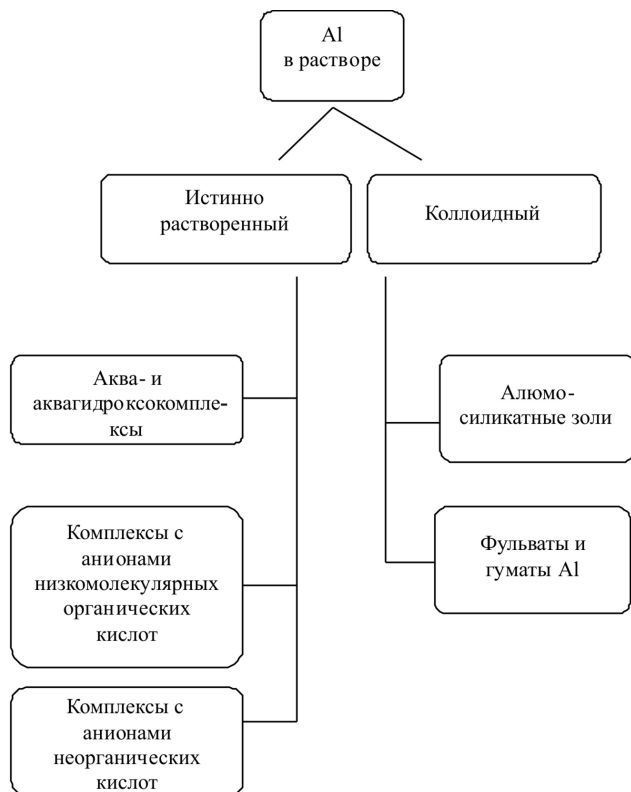 Al
в растворе
Истинно
растворенный
Коллоидный
Аква- и
аквагидроксокомпле-
ксы
Алюмо-
силикатные золи
Комплексы с
анионами
низкомолекулярных
органических
кислот
Фульваты и
гуматы Al
Комплексы с
анионами
неорганических
кислот